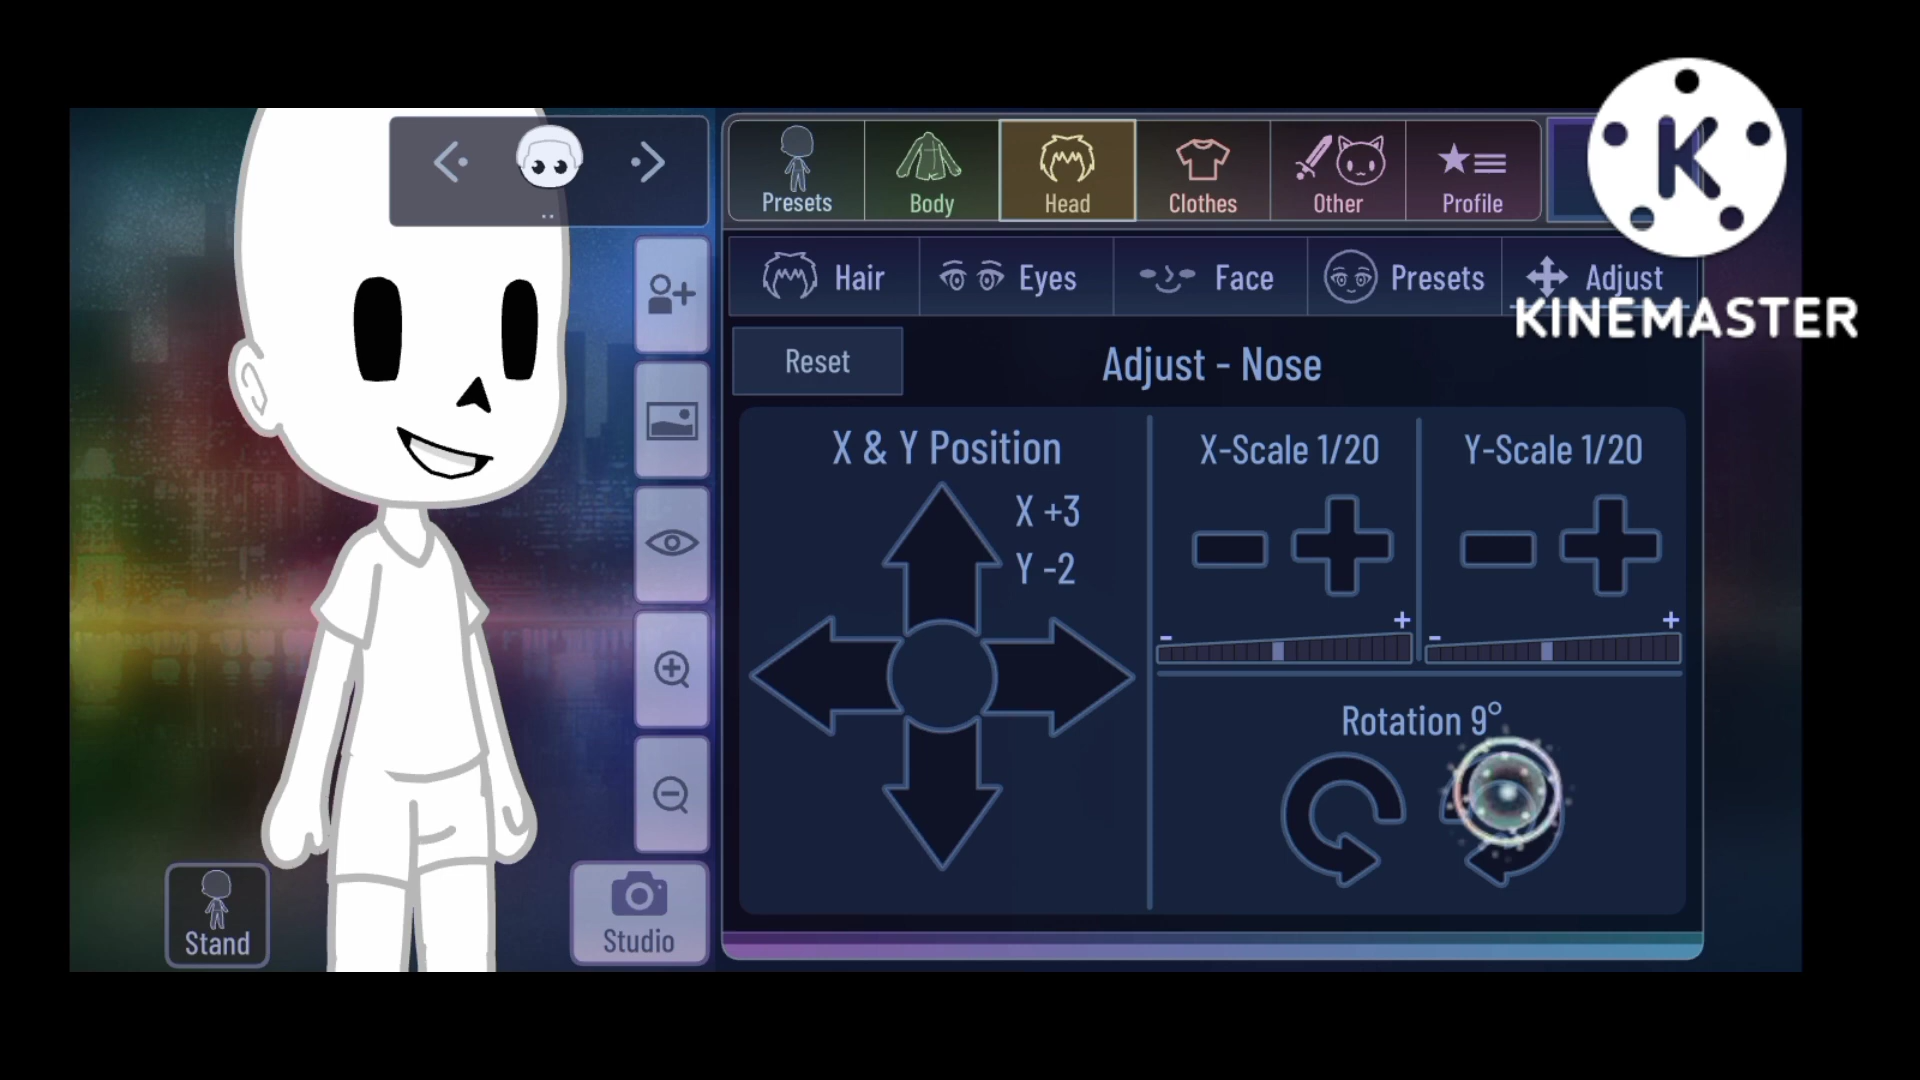 Presets
Body
Head
Clothes
Other
Profile
K
Hair
Eyes
Face
Presets
Adjust
KINEMASTER
Reset
Adjust - Nose
X & Y Position
X +3
Y -2
X-Scale 1/20
Y-Scale 1/20
- +
- +
Rotation 9°
Stand
Studio